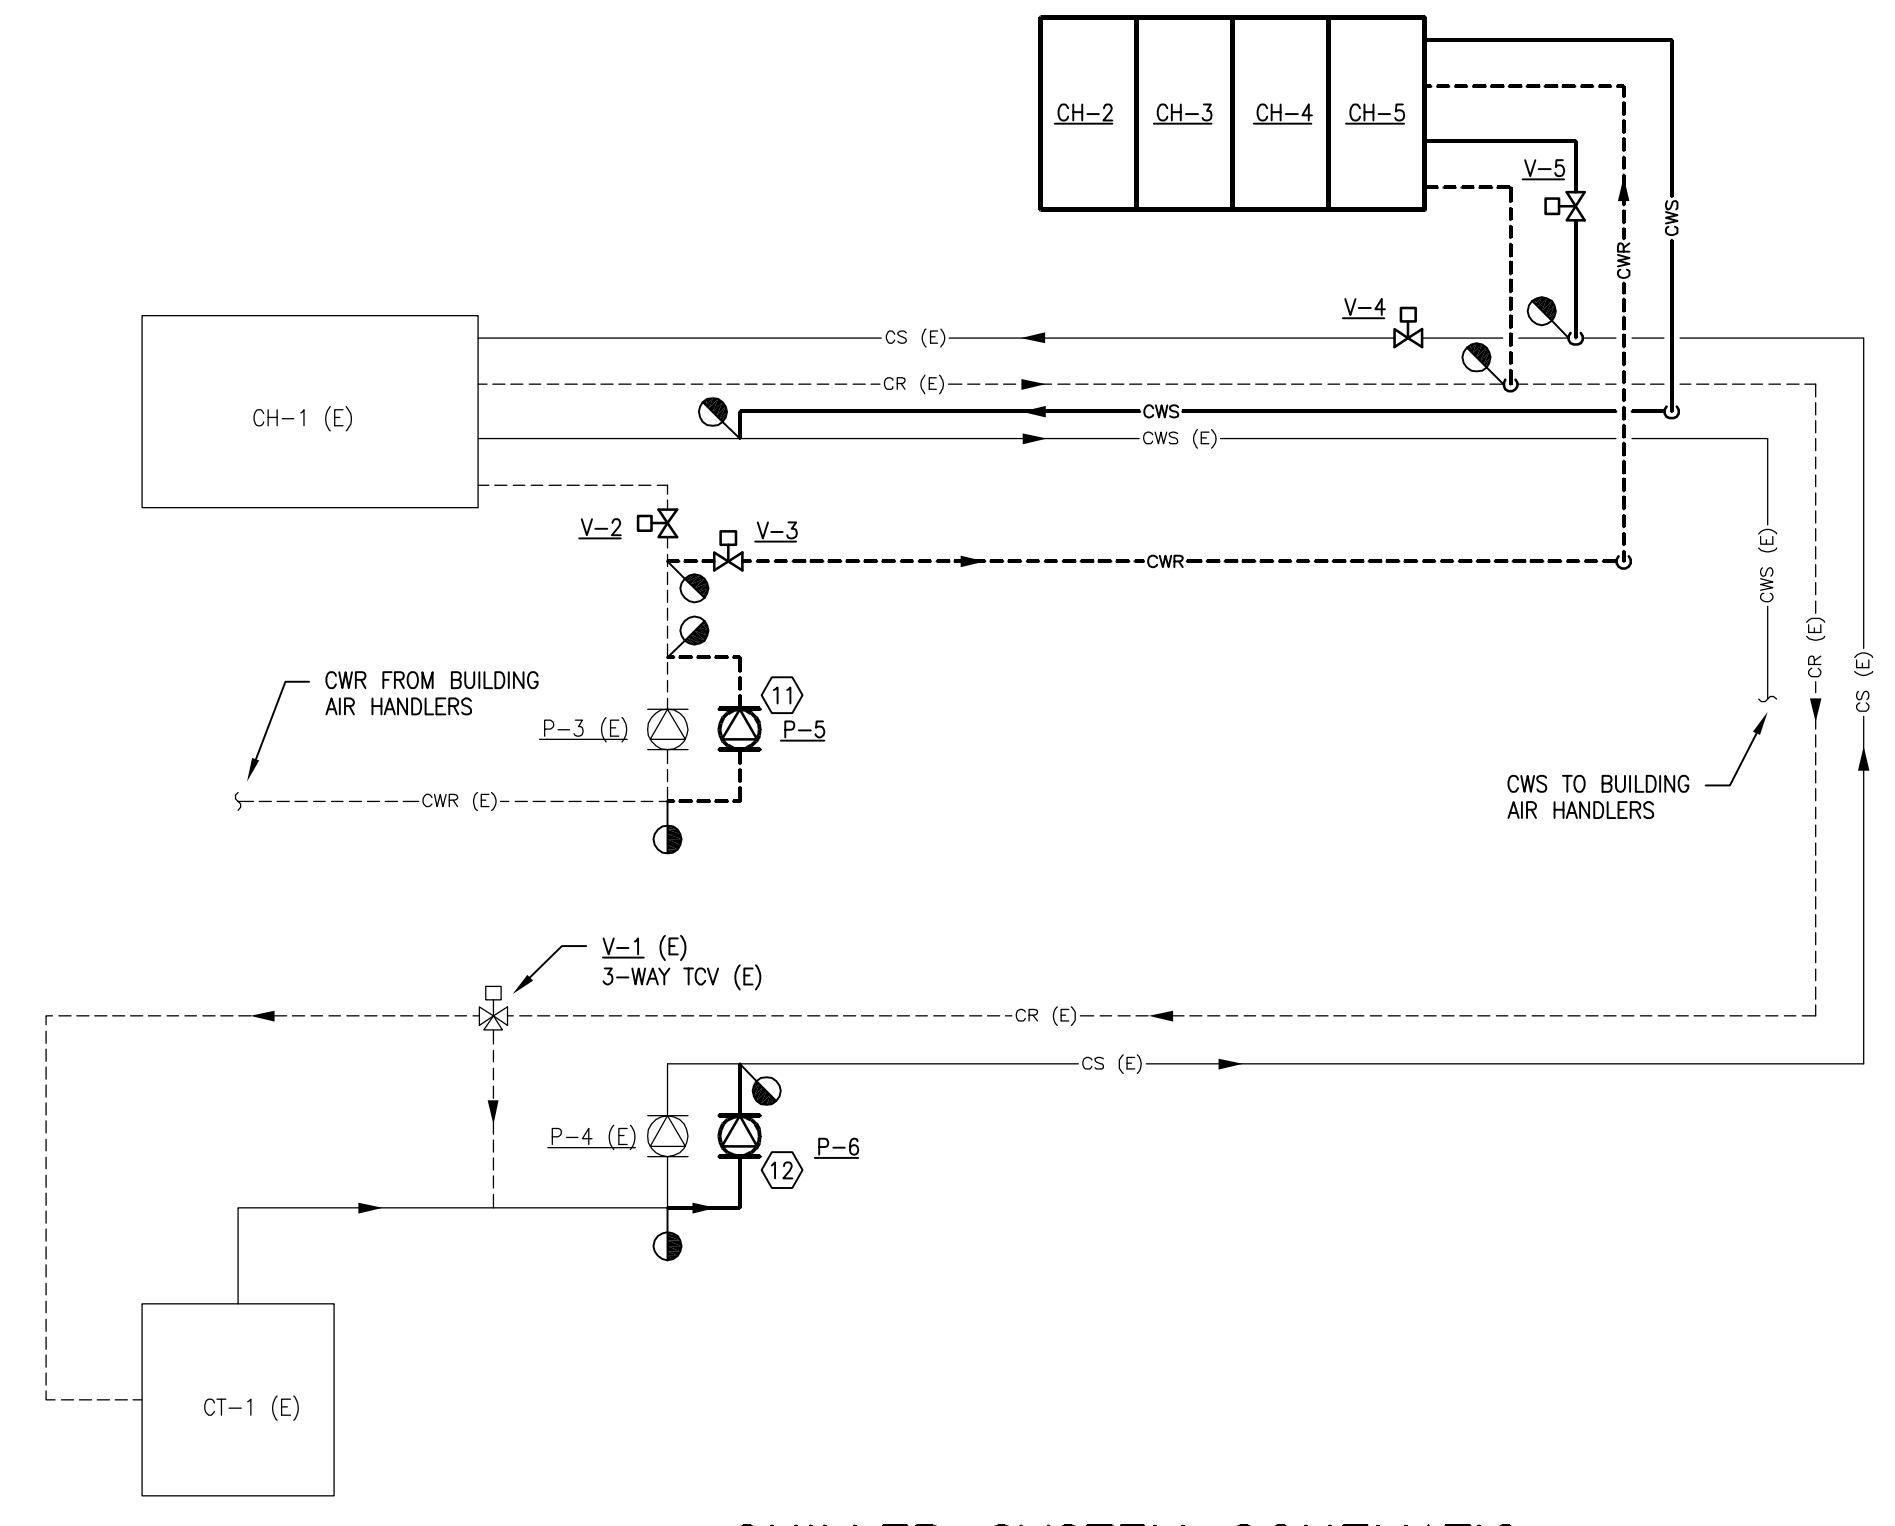 CH-2 CH-3 CH-4 CH-5
V-5
CWS
CWR
V-4
CS (E)
CR (E)
CH-1 (E)
CWS
CWS (E)
V-2
V-3
CWR
CWS (E)
CR (E)
CS (E)
CWR FROM BUILDING
AIR HANDLERS
11
P-3 (E)
P-5
CWR (E)
CWS TO BUILDING
AIR HANDLERS
V-1 (E)
3-WAY TCV (E)
CR (E)
CS (E)
P-4 (E)
P-6
12
CT-1 (E)